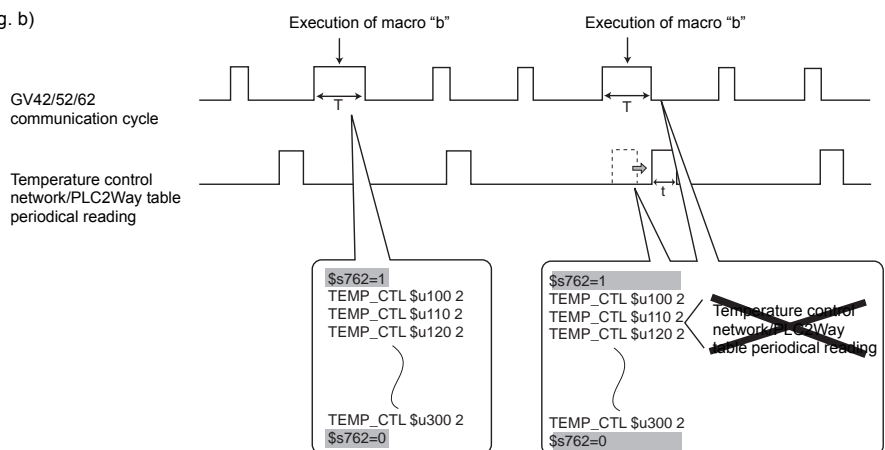 g. b)
Execution of macro “b”
Execution of macro “b”
GV42/52/62
communication cycle
T
T
Temperature control
network/PLC2Way table
periodical reading
t
$s762=1
TEMP_CTL $u100 2
TEMP_CTL $u110 2
TEMP_CTL $u120 2
TEMP_CTL $u300 2
$s762=0
$s762=1
TEMP_CTL $u100 2
TEMP_CTL $u110 2
TEMP_CTL $u120 2
Temperature control
network/PLC2Way
table periodical reading
TEMP_CTL $u300 2
$s762=0